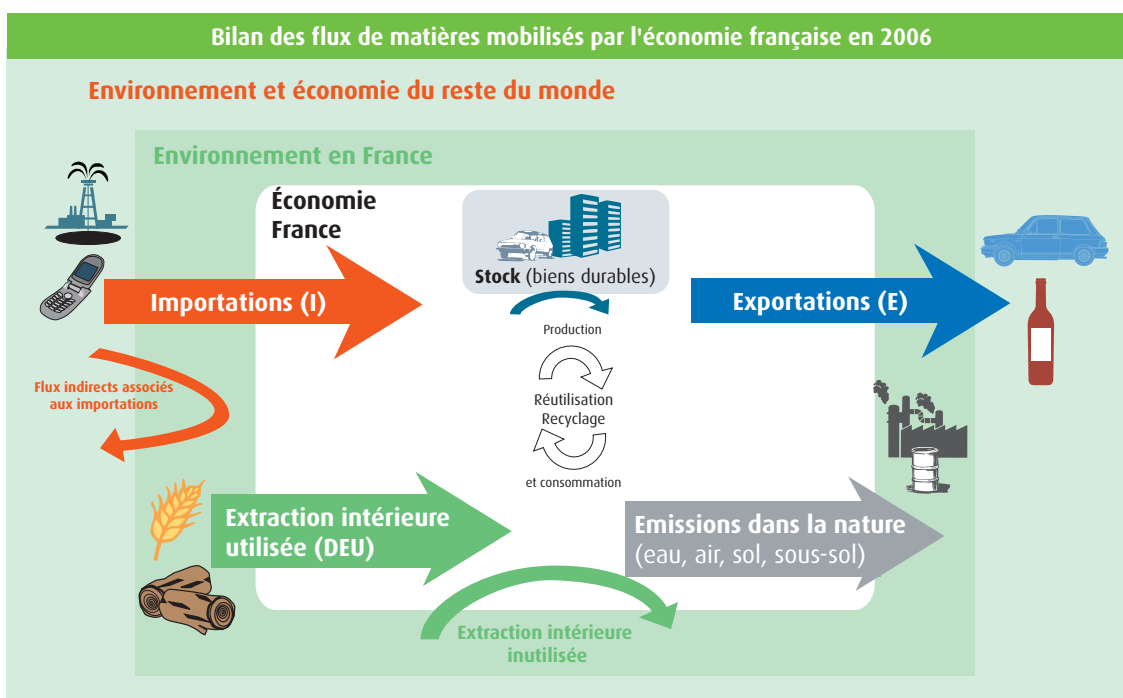 Bilan des flux de matières mobilisés par l'économie française en 2006
Environnement et économie du reste du monde
Environnement en France
Économie
France
Stock (biens durables)
Importations (I)
Exportations (E)
Production
Flux indirects associés
aux importations
Réutilisation
Recyclage
et consommation
Extraction intérieure
utilisée (DEU)
Emissions dans la nature
(eau, air, sol, sous-sol)
Extraction intérieure
inutilisée